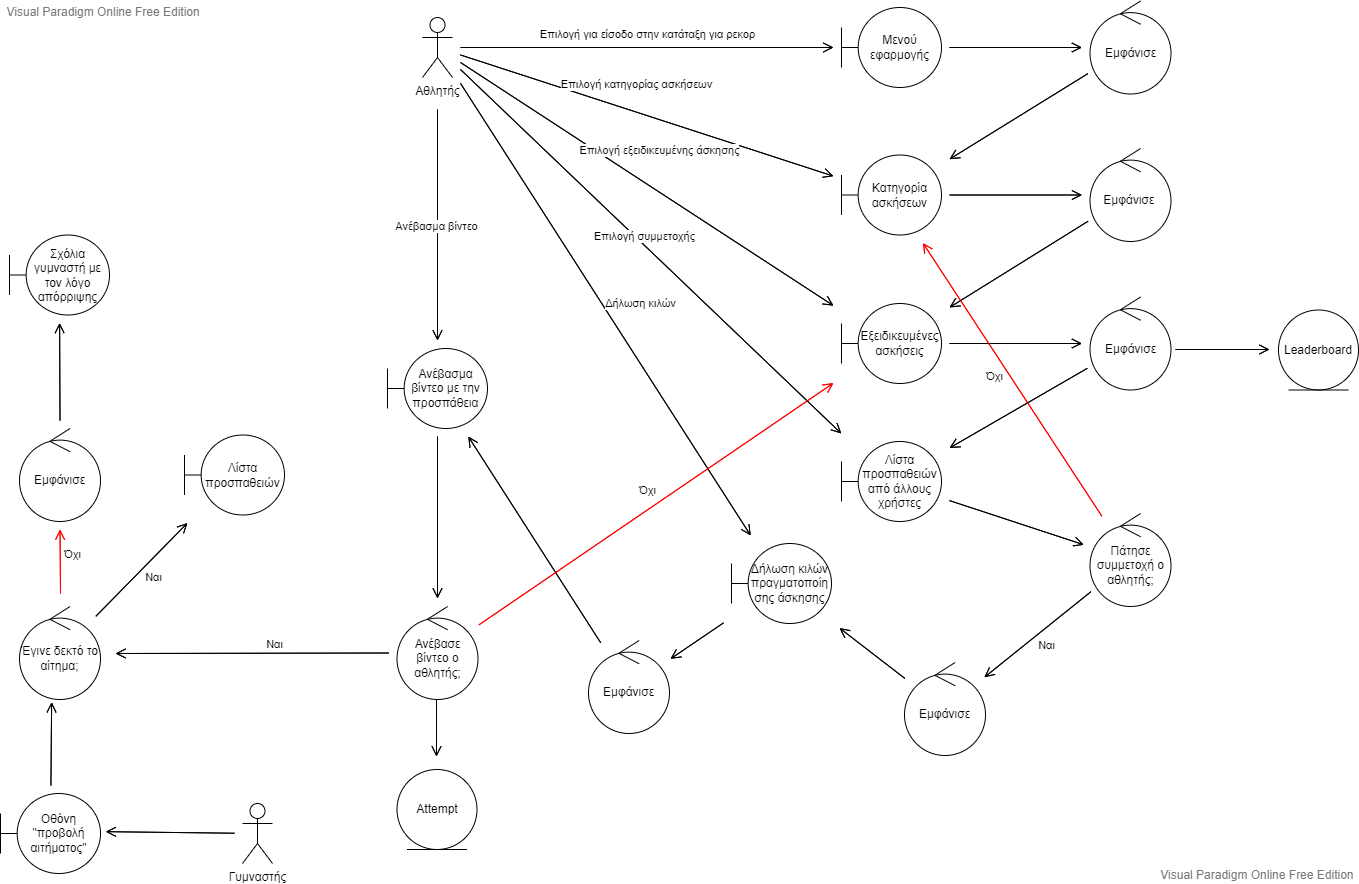 Visual Paradigm Online Free Edition
Επιλογή για είσοδο στην κατάταξη για ρεκορ
Μενού
εφαρμογής
Εμφάνισε
Αθλητής
Επιλογή κατηγορίας ασκήσεων
Επιλογή εξειδικευμένης άσκησης
Κατηγορία
ασκήσεων
Εμφάνισε
Ανέβασμα βίντεο
Επιλογή συμμετοχής
Σχόλια
γυμναστή με
τον λόγο
απόρριψης
Δήλωση κιλών
Εξειδικευμένες
ασκήσεις
Εμφάνισε
Leaderboard
Όχι
Ανέβασμα
βίντεο με την
προσπάθεια
Λίστα
προσπαθειών
από άλλους
χρήστες
Εμφάνισε
Λίστα
προσπαθειών
Όχι
Όχι
Ναι
Δήλωση κιλών
πραγματοποίη
σης άσκησης
Πάτησε
συμμετοχή ο
αθλητής;
Εγινε δεκτό το
αίτημα;
Ναι
Ανέβασε
βίντεο ο
αθλητής;
Ναι
Εμφάνισε
Εμφάνισε
Attempt
Οθόνη
"προβολή
αιτήματος"
Γυμναστής
Visual Paradigm Online Free Edition